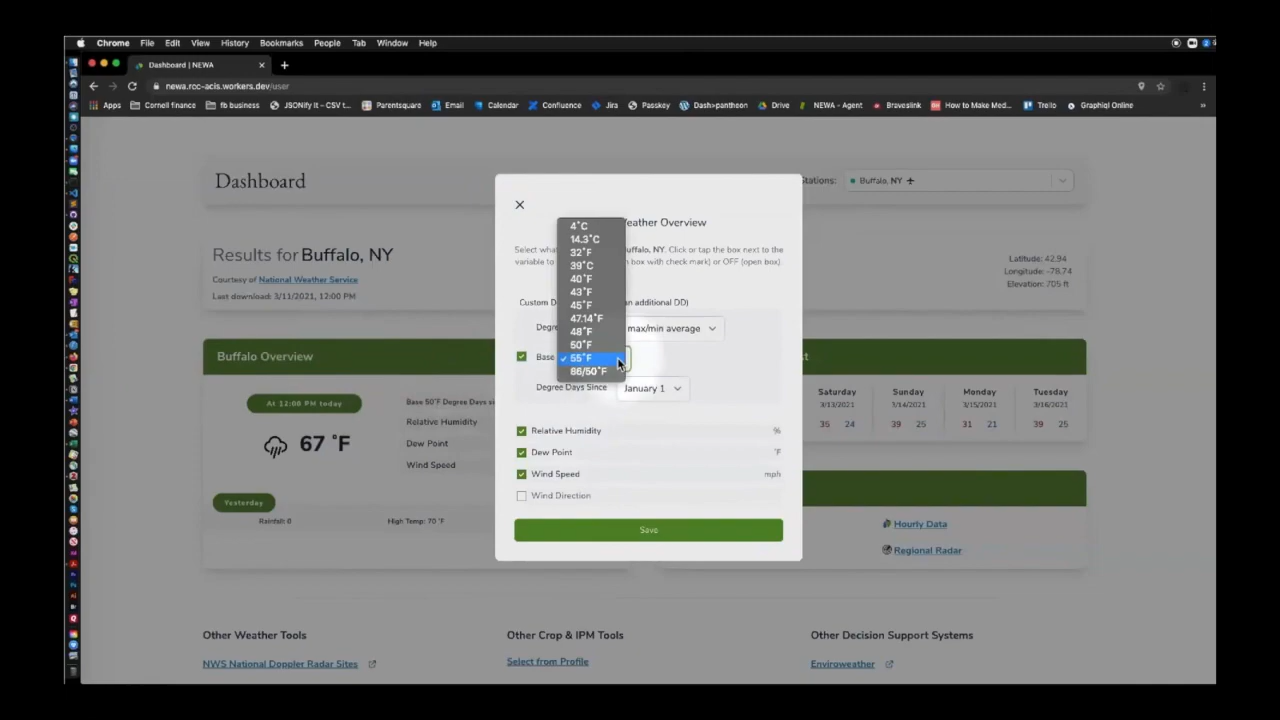 Chrome File Edit View History Bookmarks People Tab Window Help
Dashboard | NEWA
newa.rcc-acis.workers.dev/user
Apps Cornell finance fb business JSONify It – CSV t... Parentsquare Email Calendar Confluence Jira Passkey Dash>pantheon Drive NEWA - Agent Braveslink How to Make Med... Trello Graphiql Online »
Dashboard
Stations: Buffalo, NY
Weather Overview
Results for Buffalo, NY
Courtesy of National Weather Service
Last download: 3/11/2021, 12:00 PM
Latitude: 42.94
Longitude: -78.74
Elevation: 705 ft
Select what
Buffalo, NY. Click or tap the box next to the
variable to
box with check mark) or OFF (open box).
4˚C
14.3˚C
32˚F
39˚C
40˚F
43˚F
45˚F
47.14˚F
48˚F
50˚F
✓ 55˚F
86/50˚F
Custom D
an additional DD)
Degree
max/min average
Base
Degree Days Since January 1
Relative Humidity %
Dew Point ˚F
Wind Speed mph
Wind Direction
Save
Buffalo Overview
At 12:06 PM today
67 ˚F
Base 50˚F Degree Days
Relative Humidity
Dew Point
Wind Speed
Yesterday
Rainfall: 0
High Temp: 70 ˚F
Saturday Sunday Monday Tuesday
3/13/2021 3/14/2021 3/15/2021 3/16/2021
35 24 39 25 31 21 39 25
Hourly Data
Regional Radar
Other Weather Tools
NWS National Doppler Radar Sites
Other Crop & IPM Tools
Select from Profile
Other Decision Support Systems
Enviroweather